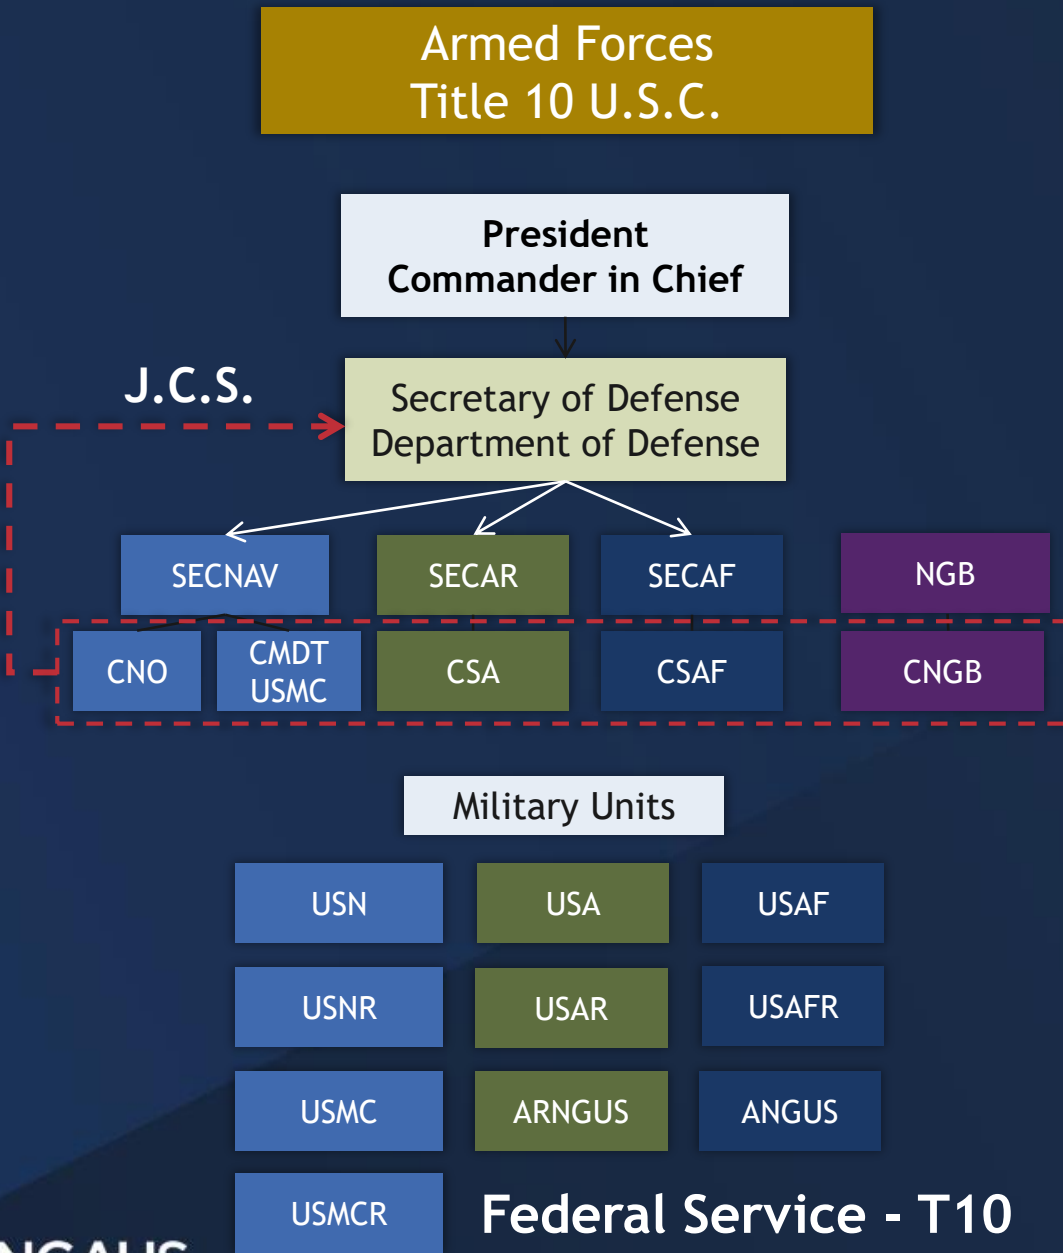 Armed Forces
Title 10 U.S.C.
President
Commander in Chief
J.C.S.
Secretary of Defense
Department of Defense
SECNAV
SECAR
SECAF
NGB
CNO
CMDT
USMC
CSA
CSAF
CNGB
Military Units
USN
USA
USAF
USNR
USAR
USAFR
USMC
ARNGUS
ANGUS
USMCR
Federal Service - T10